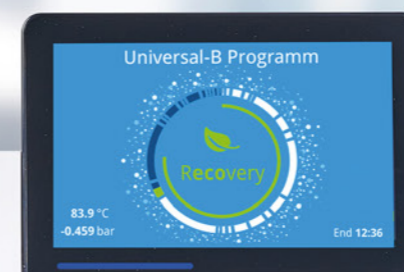 Universal-B Programm
Recovery
83.9 °C
-0.459 bar
End 12:36